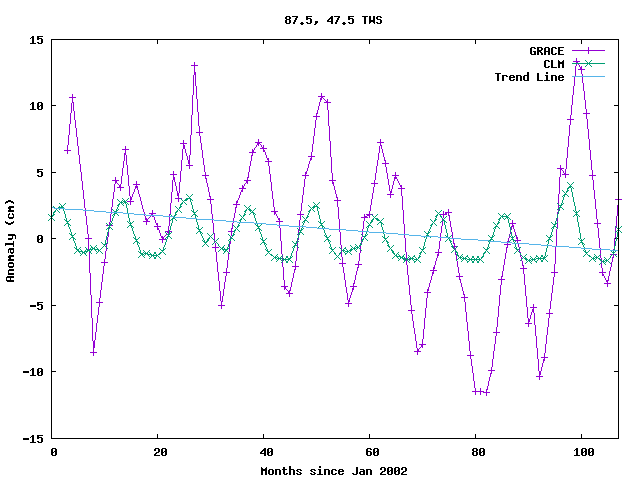 87.5, 47.5 TWS
GRACE
CLM
Trend Line
15
10
5
0
-5
-10
-15
Anomaly (cm)
0 20 40 60 80 100
Months since Jan 2002